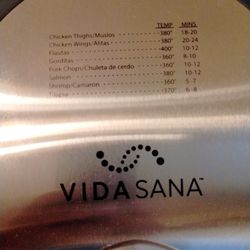 TEMP MINS
Chicken Thighs/Muslos 380° 18-20
Chicken Wings/Alitas 380° 20-24
Flautas 400° 10-12
Gorditas 360° 8-10
Pork Chops/Chuleta de cerdo 360° 10-12
Salmon 380° 10-12
Shrimp/Camarón 360° 5-7
Tilapia 370° 6-8
VIDA SANA™